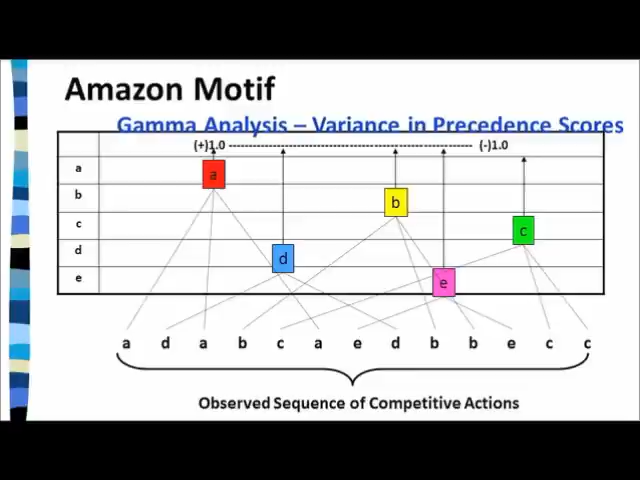 Amazon Motif
Gamma Analysis – Variance in Precedence Scores
(+)1.0 (-)1.0
a a
b b
c c
d d
e e
a d a b c a e d b b e c c
Observed Sequence of Competitive Actions